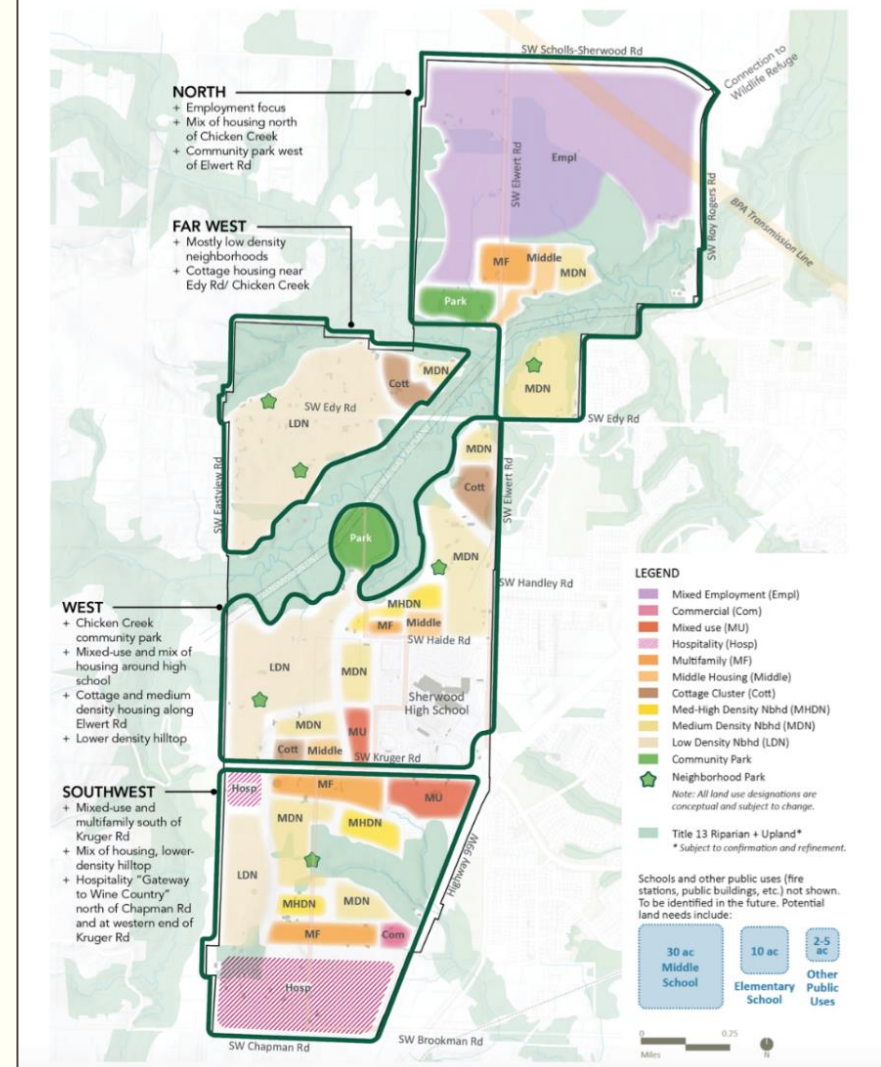 SW Scholls-Sherwood Rd
Connection to
Wildlife Refuge
NORTH
+ Employment focus
+ Mix of housing north
of Chicken Creek
+ Community park west
of Elwert Rd
SW Elwert Rd
Empl
SW Roy Rogers Rd
BPA Transmission Line
FAR WEST
+ Mostly low density
neighborhoods
+ Cottage housing near
Edy Rd/ Chicken Creek
MF
Middle
MDN
Park
MDN
SW Edy Rd
Cott
MDN
SW Edy Rd
LDN
SW Eastview Rd
MDN
Cott
SW Elwert Rd
Park
MDN
SW Handley Rd
WEST
+ Chicken Creek
community park
+ Mixed-use and mix of
housing around high
school
+ Cottage and medium
density housing along
Elwert Rd
+ Lower density hilltop
MHDN
MF
Middle
SW Haide Rd
LDN
MDN
Sherwood
High School
MDN
MU
Cott
Middle
SW Kruger Rd
SOUTHWEST
+ Mixed-use and
multifamily south of
Kruger Rd
+ Mix of housing, lower-
density hilltop
+ Hospitality "Gateway
to Wine Country"
north of Chapman Rd
and at western end of
Kruger Rd
Hosp
MF
MU
MDN
MHDN
LDN
Highway 99W
MHDN
MDN
MF
Com
Hosp
SW Chapman Rd
SW Brookman Rd
LEGEND
Mixed Employment (Empl)
Commercial (Com)
Mixed use (MU)
Hospitality (Hosp)
Multifamily (MF)
Middle Housing (Middle)
Cottage Cluster (Cott)
Med-High Density Nbhd (MHDN)
Medium Density Nbhd (MDN)
Low Density Nbhd (LDN)
Community Park
Neighborhood Park
Note: All land use designations are
conceptual and subject to change.
Title 13 Riparian + Upland*
* Subject to confirmation and refinement.
Schools and other public uses (fire
stations, public buildings, etc.) not shown.
To be identified in the future. Potential
land needs include:
30 ac
Middle
School
10 ac
Elementary
School
2-5
ac
Other
Public
Uses
0
0.25
Miles
N